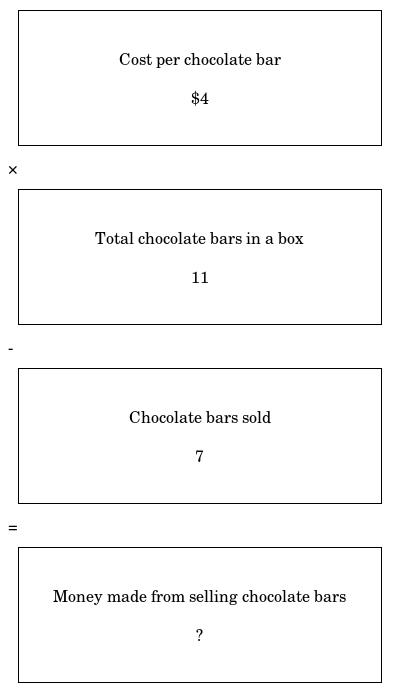 Cost per chocolate bar
$4
×
Total chocolate bars in a box
11
-
Chocolate bars sold
7
=
Money made from selling chocolate bars
?